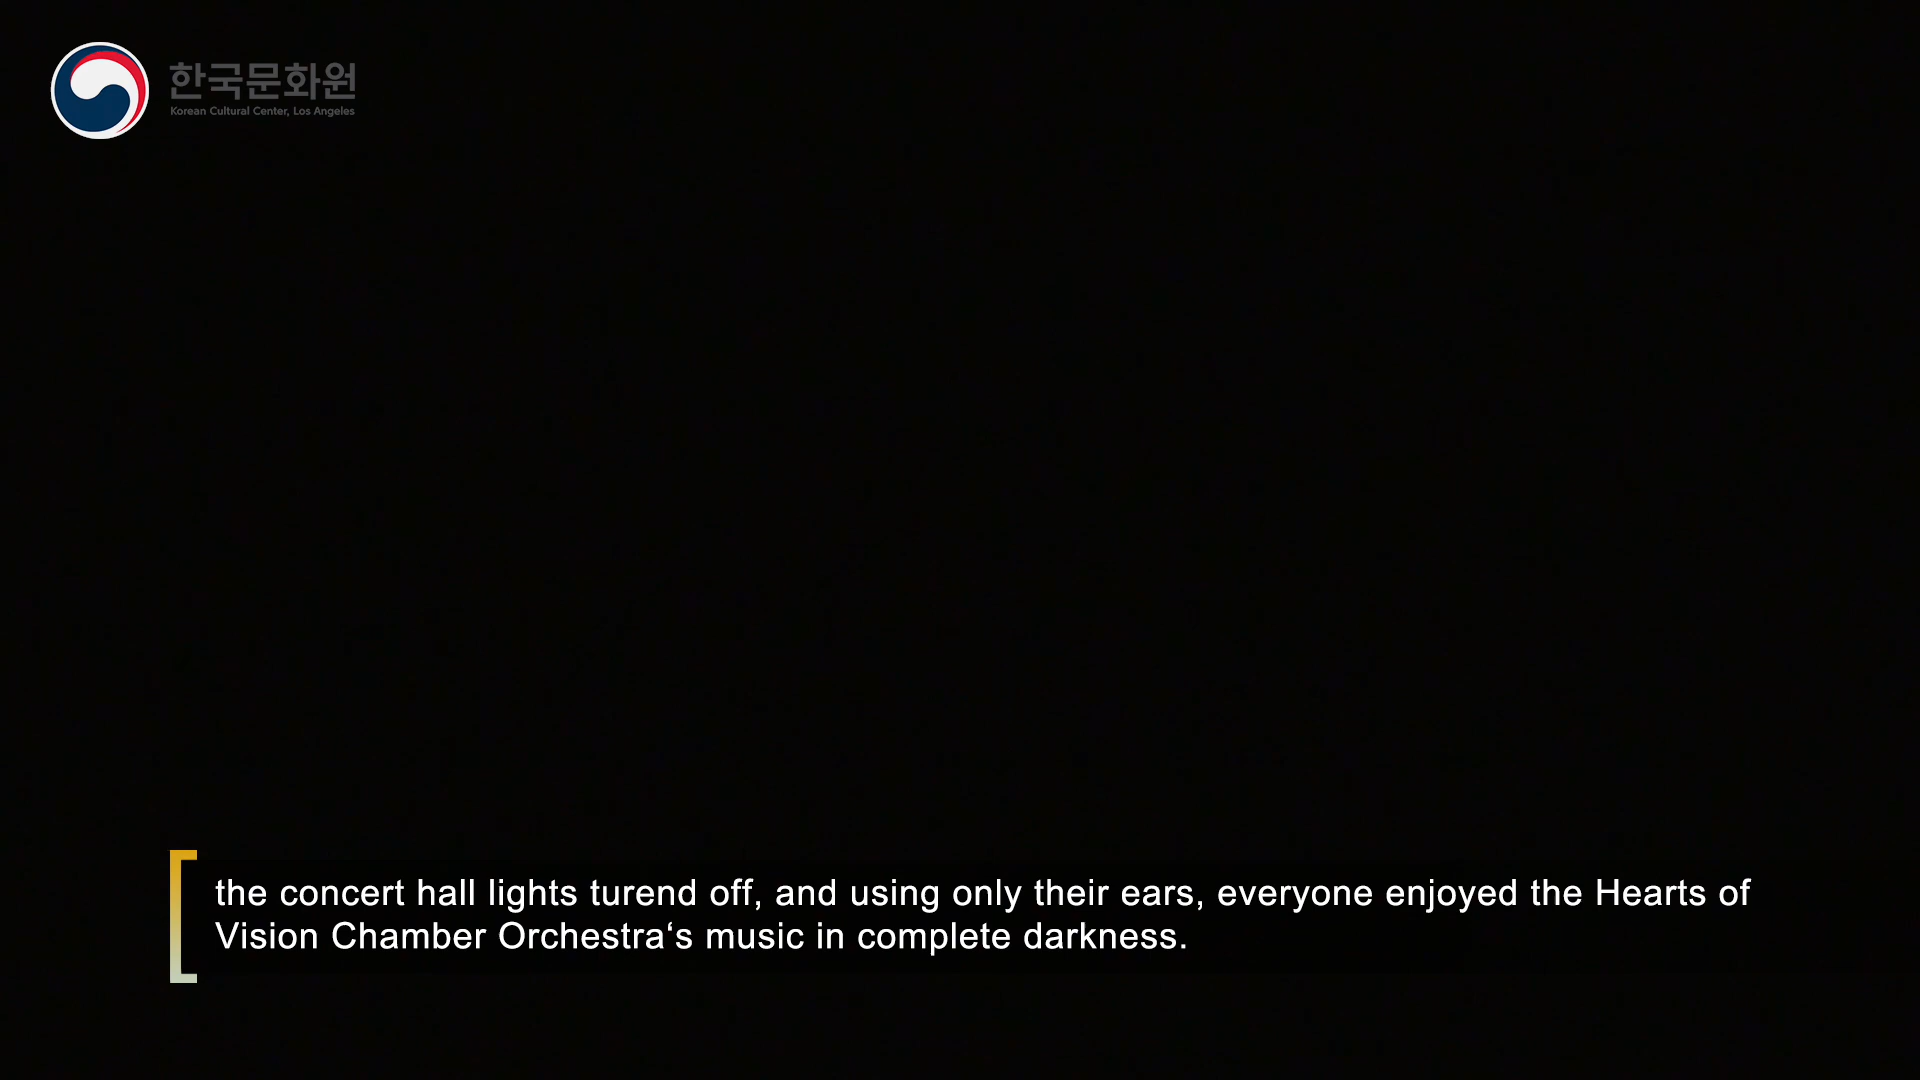 한국문화원
Korean Cultural Center, Los Angeles
the concert hall lights turend off, and using only their ears, everyone enjoyed the Hearts of
Vision Chamber Orchestra‘s music in complete darkness.